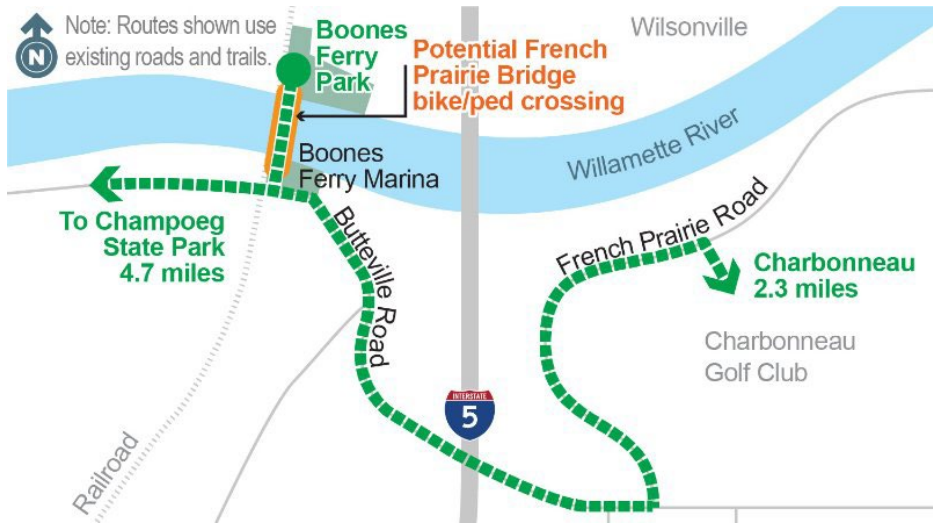 Note: Routes shown use
existing roads and trails.
N
Boones
Ferry
Park
Potential French
Prairie Bridge
bike/ped crossing
Wilsonville
Willamette River
Boones
Ferry Marina
To Champoeg
State Park
4.7 miles
Butteville Road
French Prairie Road
Charbonneau
2.3 miles
Charbonneau
Golf Club
INTERSTATE
5
Railroad